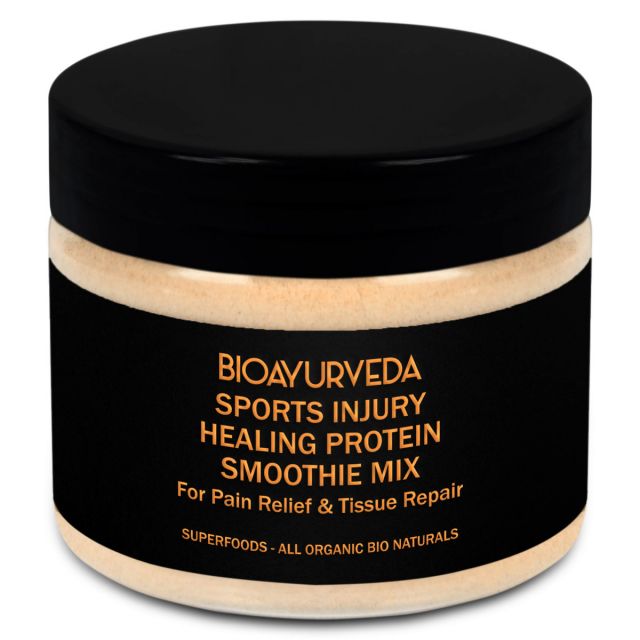 BIOAYURVEDA
SPORTS INJURY
HEALING PROTEIN
SMOOTHIE MIX
For Pain Relief & Tissue Repair
SUPERFOODS - ALL ORGANIC BIO NATURALS